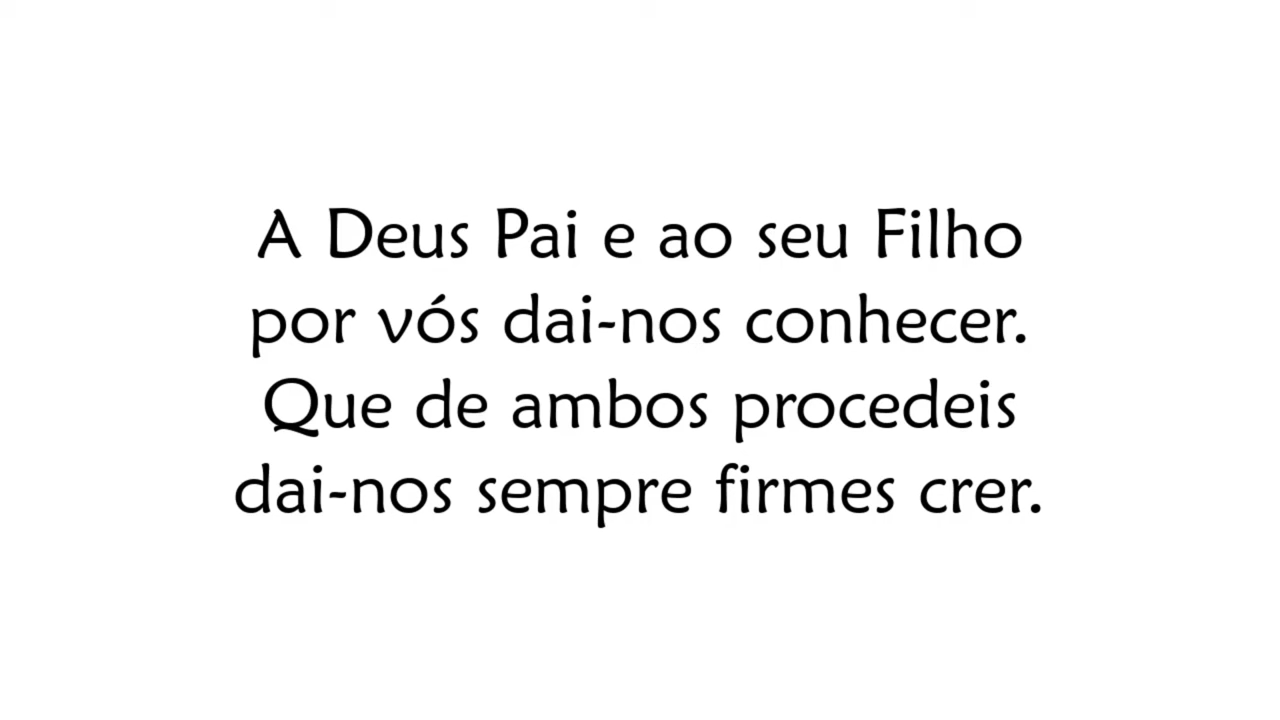 A Deus Pai e ao seu Filho
por vós dai-nos conhecer.
Que de ambos procedeis
dai-nos sempre firmes crer.